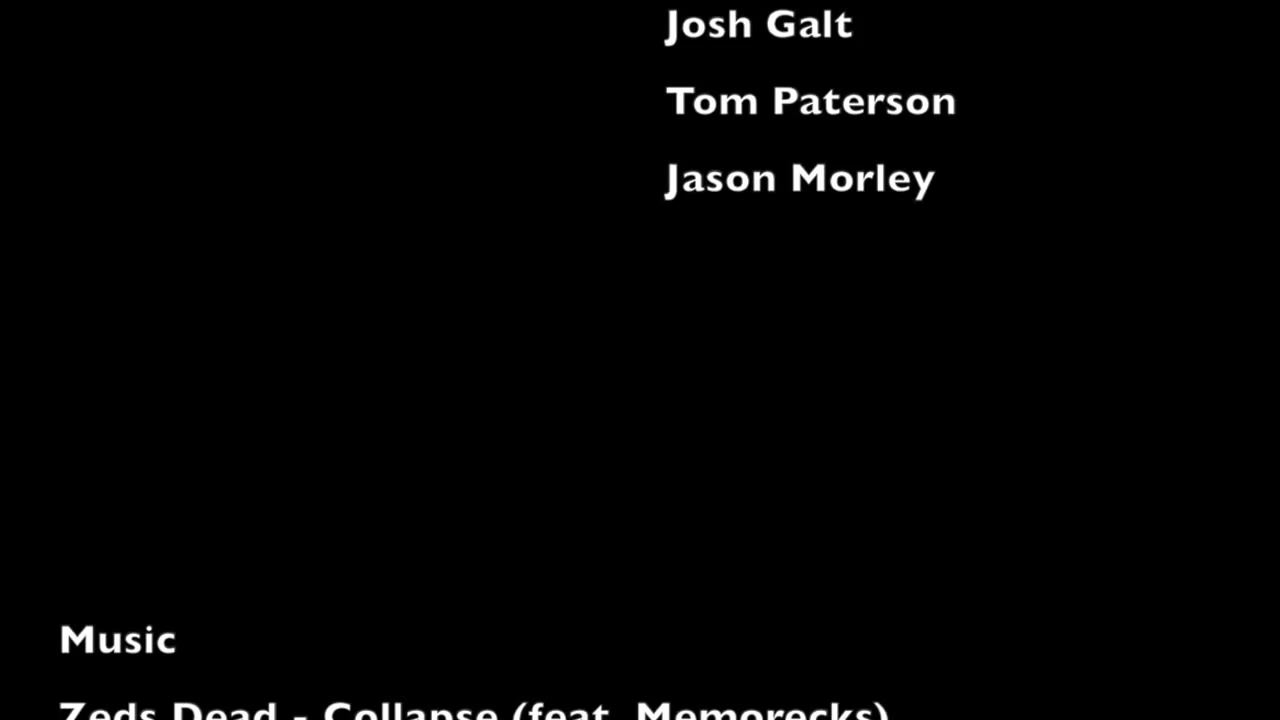 Josh Galt
Tom Paterson
Jason Morley
Music
Zeds Dead - Collapse (feat. Memorecks)